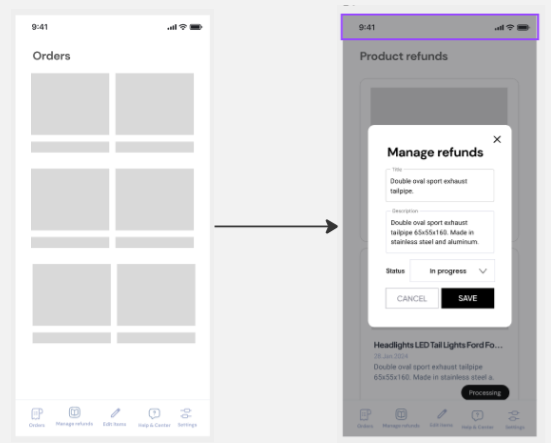 9:41
Orders
Orders
Manage refunds
Edit items
Help & Center
Settings
9:41
Product refunds
Manage refunds
Title
Double oval sport exhaust
tailpipe.
Description
Double oval sport exhaust
tailpipe 65x55x160. Made in
stainless steel and aluminum.
Status
In progress
CANCEL
SAVE
Headlights LED Tail Lights Ford Fo...
28 Jan 2024
Double oval sport exhaust tailpipe
65x55x160. Made in stainless steel a.
Processing
Orders
Manage refunds
Edit items
Help & Center
Settings